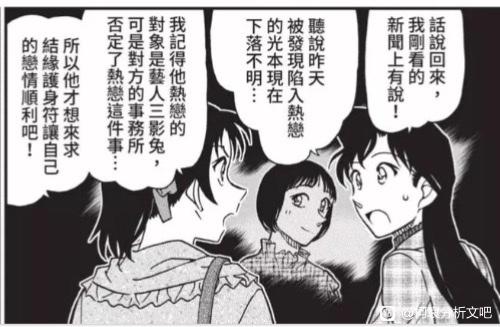 話說回來，
我剛看的
新聞上有說！
聽說昨天
被發現陷入熱戀
的光本現在
下落不明…
我記得他熱戀的
對象是藝人三影兔，
可是對方的事務所
否定了熱戀這件事…
所以他才想來求
結緣護身符讓自己
的戀情順利吧！